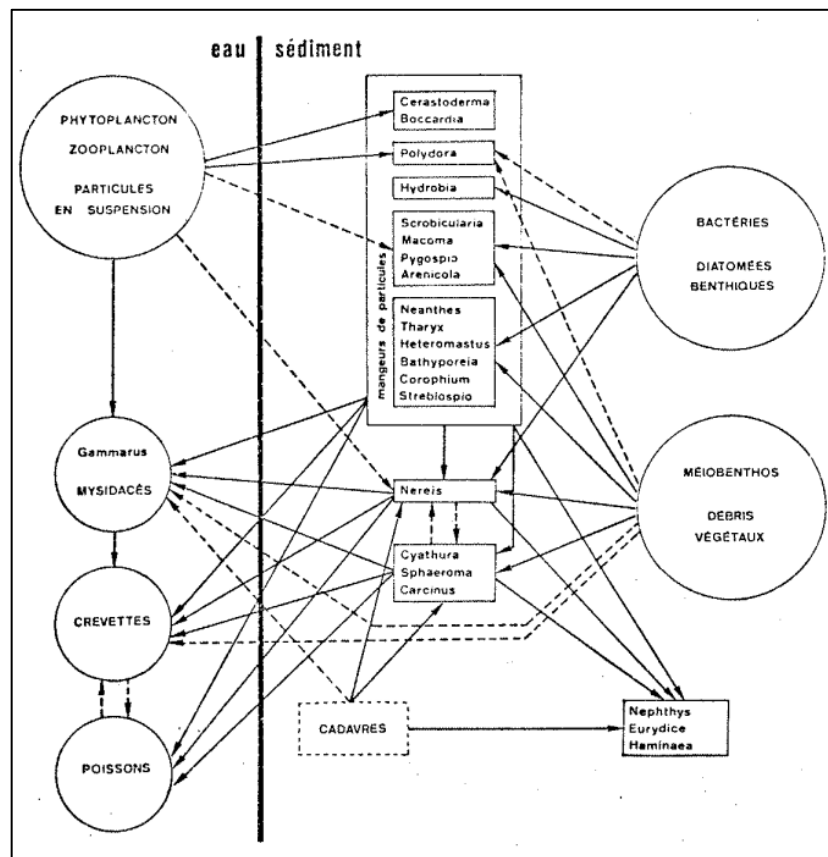 eau
sédiment
PHYTOPLANCTON
ZOOPLANCTON
PARTICULES
EN SUSPENSION
Cerastoderma
Boccardia
Polydora
Hydrobia
Scrobicularia
Macoma
Pygospio
Arenicola
mangeurs de particules
Neanthes
Tharyx
Heteromastus
Bathyporeia
Corophium
Streblospio
BACTÉRIES
DIATOMÉES
BENTHIQUES
Gammarus
MYSIDACÉS
Nereis
MÉIOBENTHOS
DÉBRIS
VÉGÉTAUX
Cyathura
Sphaeroma
Carcinus
CREVETTES
CADAVRES
Nephthys
Eurydice
Haminaea
POISSONS